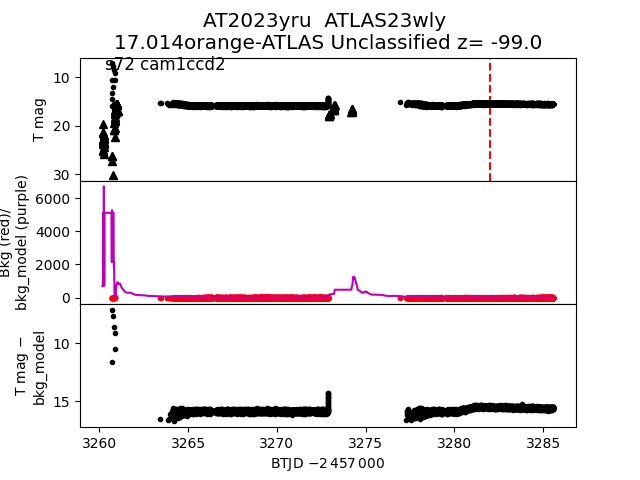 AT2023yru  ATLAS23wly
17.014orange-ATLAS Unclassified z= -99.0
s72 cam1ccd2
T mag
10
20
30
Bkg (red)/
bkg_model (purple)
6000
4000
2000
0
T mag −
bkg_model
10
15
3260
3265
3270
3275
3280
3285
BTJD −2 457 000